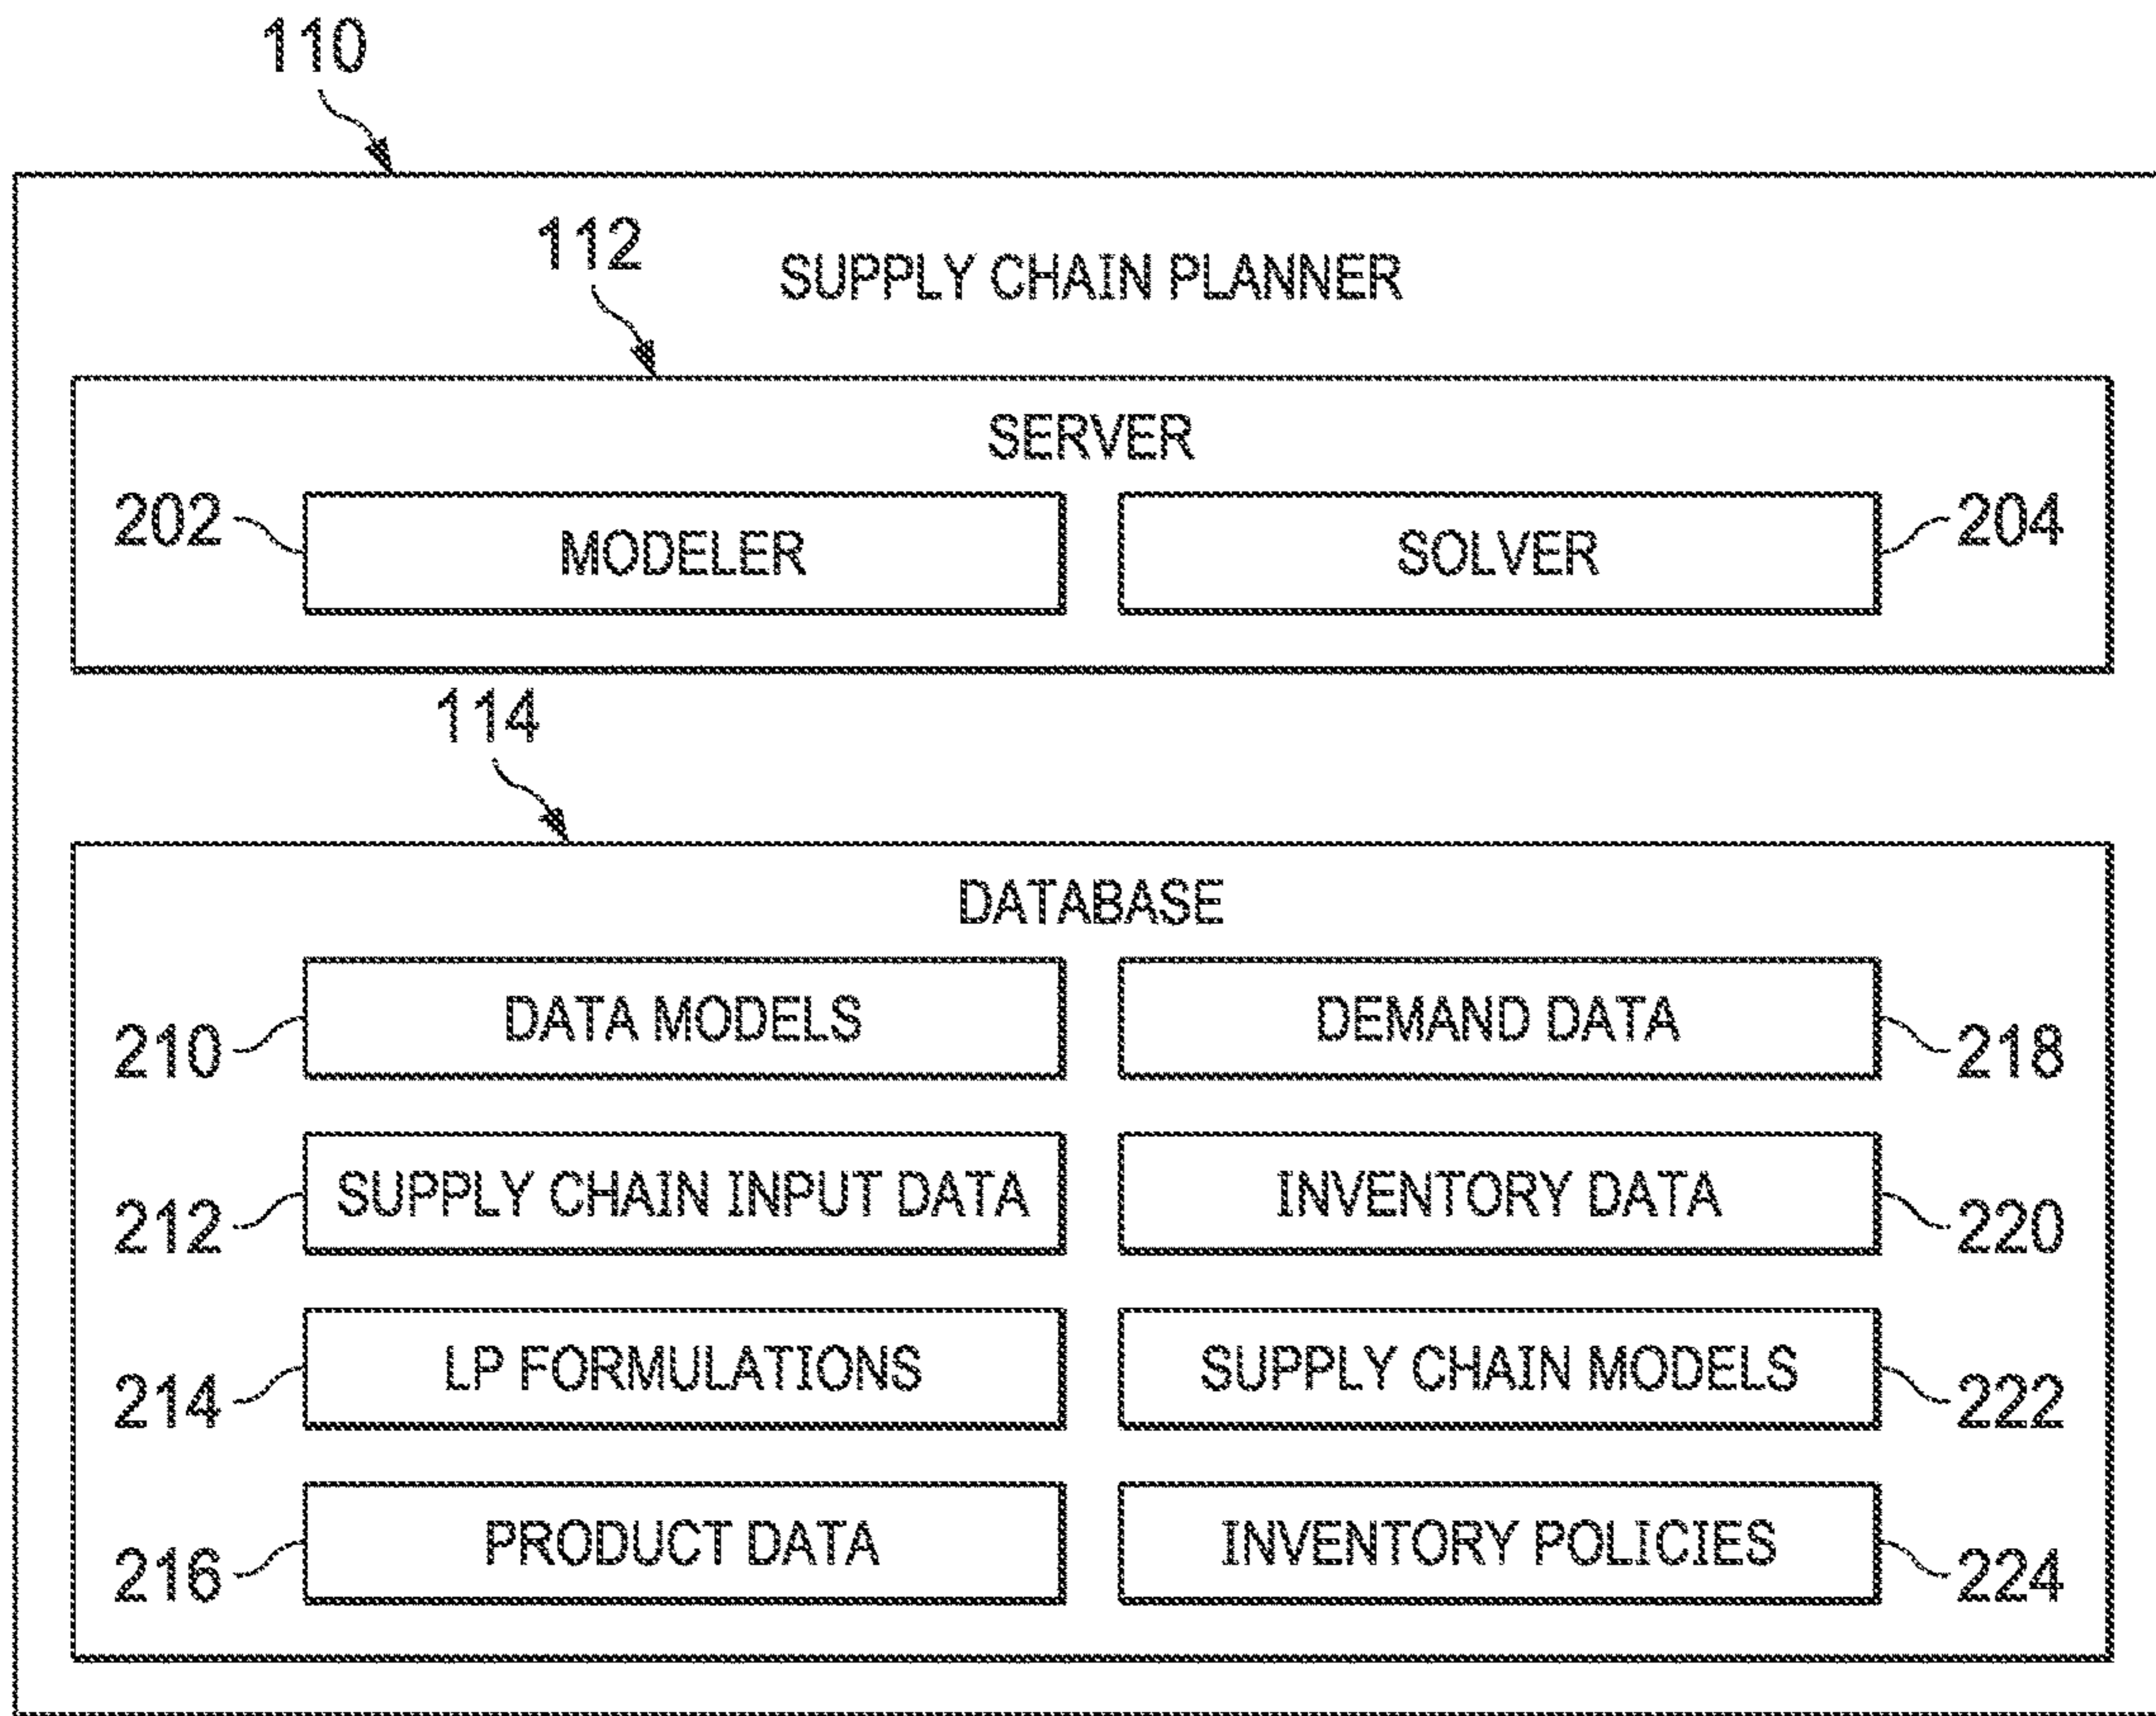 110
112
SUPPLY CHAIN PLANNER
SERVER
202 MODELER SOLVER 204
114
DATABASE
210 DATA MODELS DEMAND DATA 218
212 SUPPLY CHAIN INPUT DATA INVENTORY DATA 220
214 LP FORMULATIONS SUPPLY CHAIN MODELS 222
216 PRODUCT DATA INVENTORY POLICIES 224